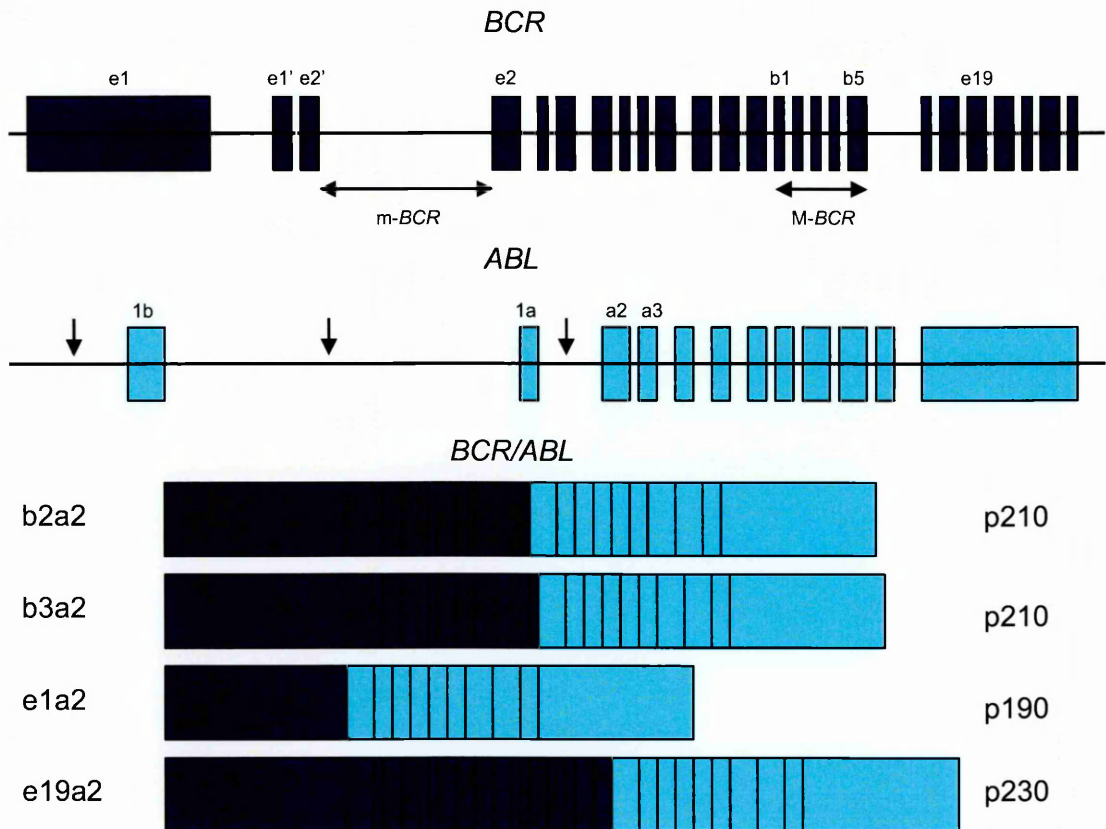 BCR
e1 e1' e2' e2 b1 b5 e19
m-BCR M-BCR
ABL
1b 1a a2 a3
BCR/ABL
b2a2 p210
b3a2 p210
e1a2 p190
e19a2 p230